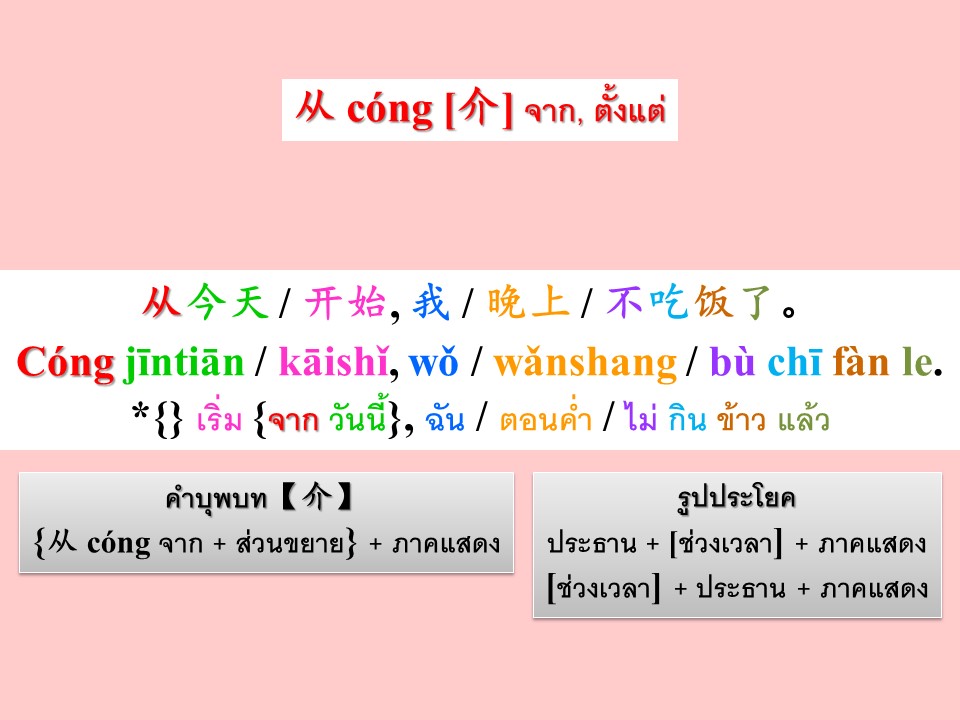 从 cóng [介] จาก, ตั้งแต่
从今天 / 开始, 我 / 晚上 / 不吃饭了。
Cóng jīntiān / kāishǐ, wǒ / wǎnshang / bù chī fàn le.
*{} เริ่ม {จาก วันนี้}, ฉัน / ตอนค่ำ / ไม่ กิน ข้าว แล้ว
คำบุพบท【介】
{从 cóng จาก + ส่วนขยาย} + ภาคแสดง
รูปประโยค
ประธาน + [ช่วงเวลา] + ภาคแสดง
[ช่วงเวลา] + ประธาน + ภาคแสดง